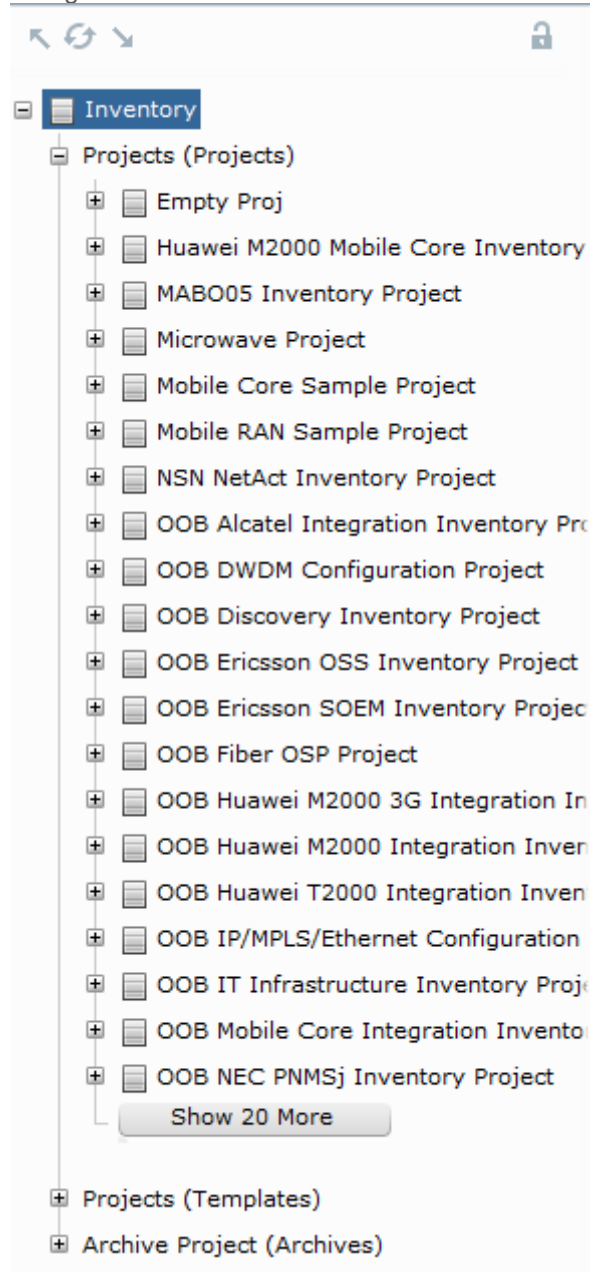 Inventory
Projects (Projects)
Empty Proj
Huawei M2000 Mobile Core Inventory
MABO05 Inventory Project
Microwave Project
Mobile Core Sample Project
Mobile RAN Sample Project
NSN NetAct Inventory Project
OOB Alcatel Integration Inventory Pro
OOB DWDM Configuration Project
OOB Discovery Inventory Project
OOB Ericsson OSS Inventory Project
OOB Ericsson SOEM Inventory Projec
OOB Fiber OSP Project
OOB Huawei M2000 3G Integration In
OOB Huawei M2000 Integration Inven
OOB Huawei T2000 Integration Inven
OOB IP/MPLS/Ethernet Configuration
OOB IT Infrastructure Inventory Proje
OOB Mobile Core Integration Invento
OOB NEC PNMSj Inventory Project
Show 20 More
Projects (Templates)
Archive Project (Archives)